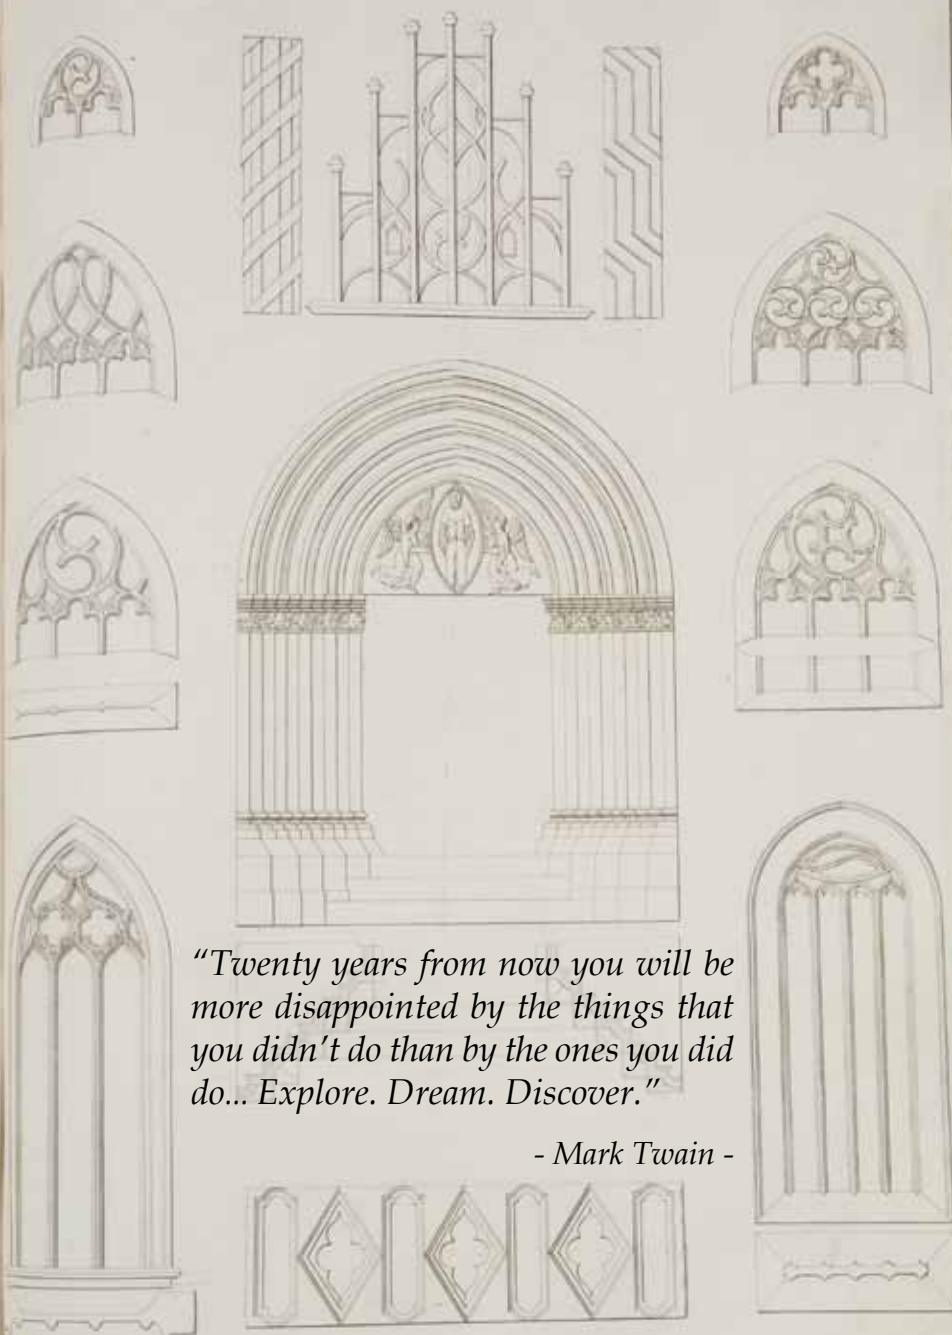 “Twenty years from now you will be
more disappointed by the things that
you didn’t do than by the ones you did
do... Explore. Dream. Discover.”
- Mark Twain -